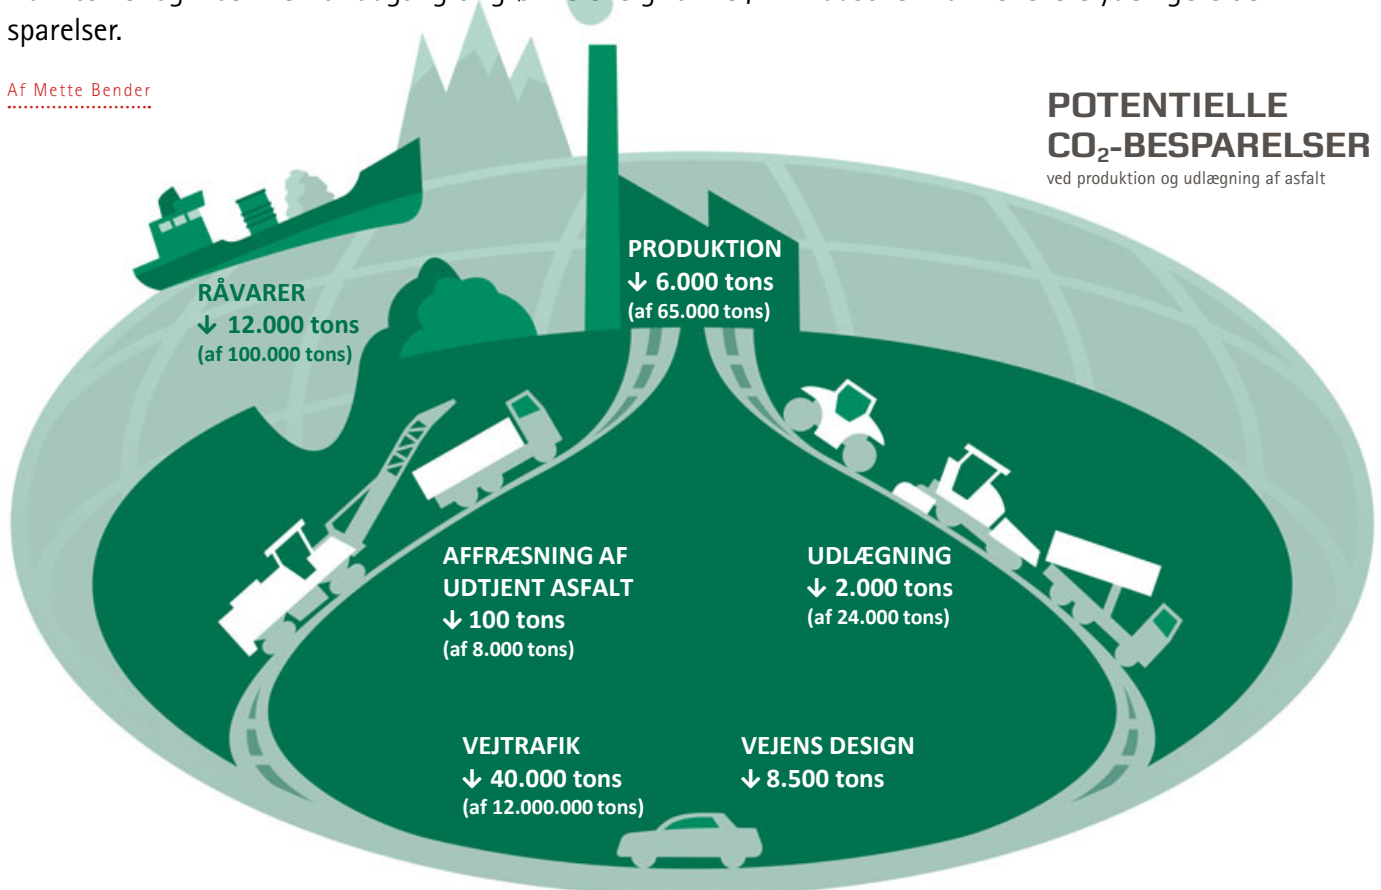 sparelser.
Af Mette Bender
POTENTIELLE
CO₂-BESPARELSER
ved produktion og udlægning af asfalt
PRODUKTION
↓ 6.000 tons
(af 65.000 tons)
RÅVARER
↓ 12.000 tons
(af 100.000 tons)
AFFRÆSNING AF
UDTJENT ASFALT
↓ 100 tons
(af 8.000 tons)
UDLÆGNING
↓ 2.000 tons
(af 24.000 tons)
VEJTRAFIK
↓ 40.000 tons
(af 12.000.000 tons)
VEJENS DESIGN
↓ 8.500 tons